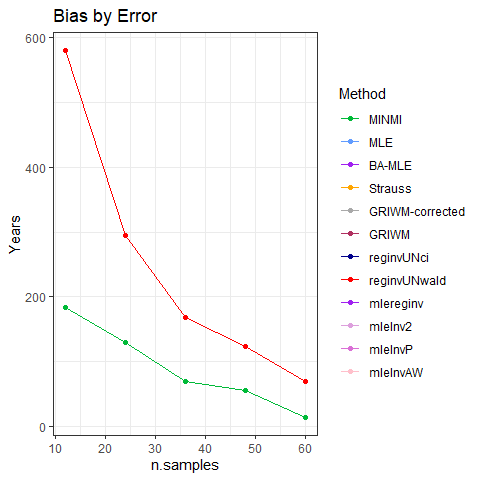 Bias by Error
600
400
200
0
Years
10 20 30 40 50 60
n.samples
Method
MINMI
MLE
BA-MLE
Strauss
GRIWM-corrected
GRIWM
reginvUNci
reginvUNwald
mlereginv
mleInv2
mleInvP
mleInvAW